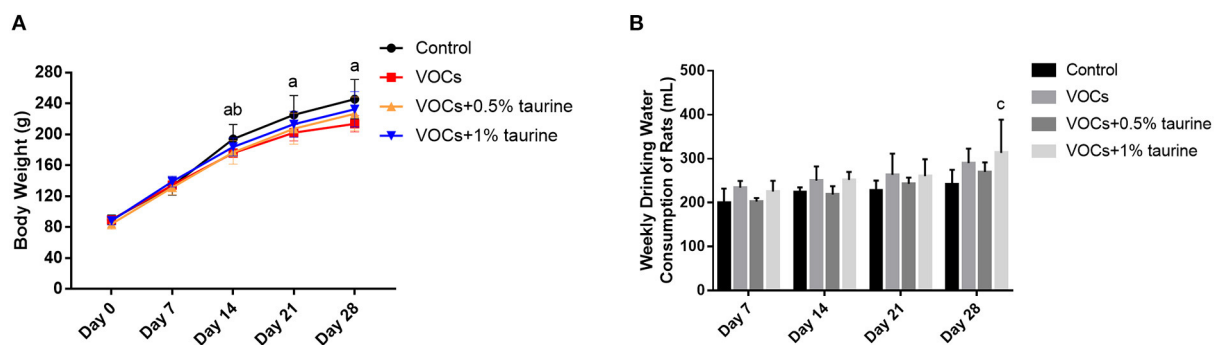 A
Control
VOCs
VOCs+0.5% taurine
VOCs+1% taurine
Body Weight (g)
280
240
200
160
120
80
40
0
ab
a
a
Day 0
Day 7
Day 14
Day 21
Day 28
B
Control
VOCs
VOCs+0.5% taurine
VOCs+1% taurine
Weekly Drinking Water
Consumption of Rats (mL)
500
400
300
200
100
0
c
Day 7
Day 14
Day 21
Day 28